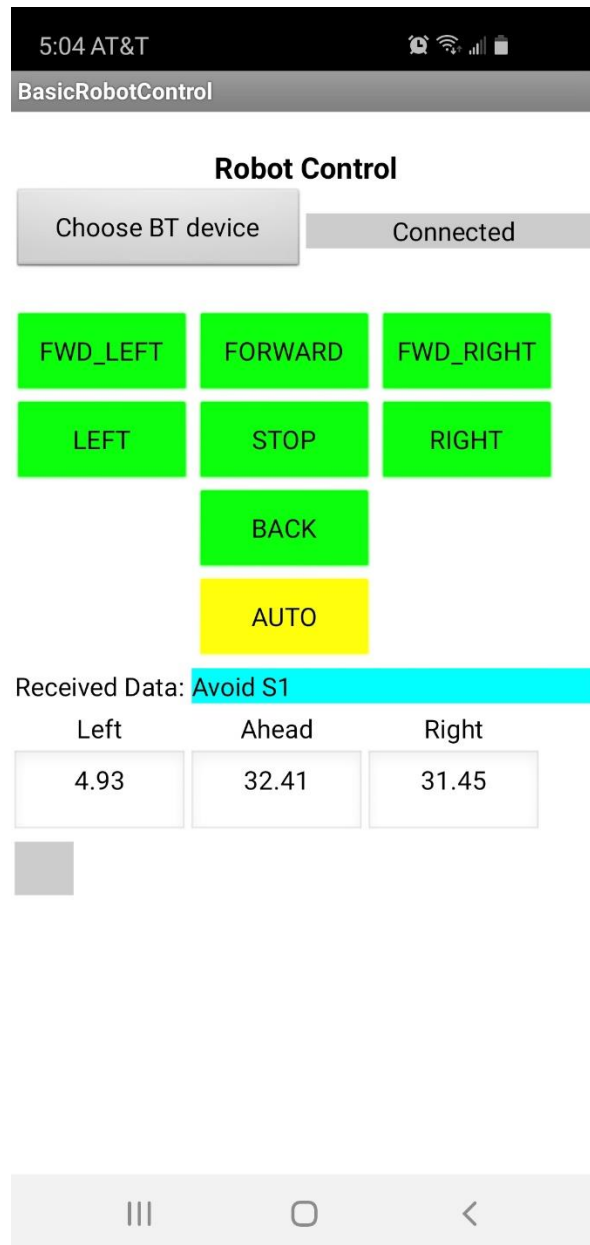 5:04 AT&T
BasicRobotControl
Robot Control
Choose BT device Connected
FWD_LEFT FORWARD FWD_RIGHT
LEFT STOP RIGHT
BACK
AUTO
Received Data: Avoid S1
Left Ahead Right
4.93 32.41 31.45